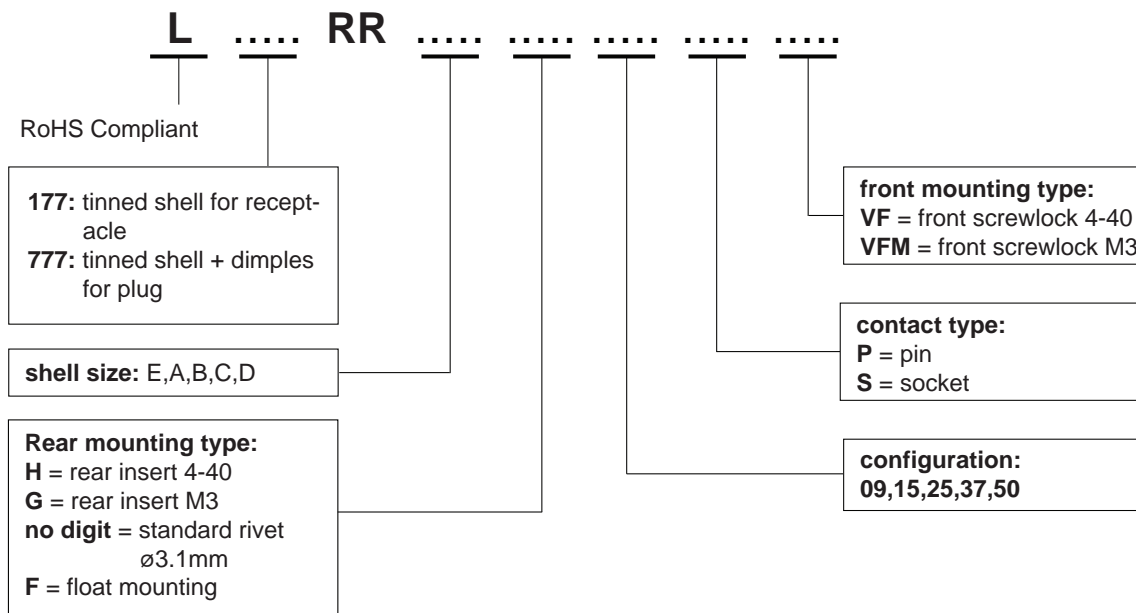 L ..... RR ..... ..... ..... ..... .....
RoHS Compliant
177: tinned shell for recept-
acle
777: tinned shell + dimples
for plug
shell size: E,A,B,C,D
Rear mounting type:
H = rear insert 4-40
G = rear insert M3
no digit = standard rivet
ø3.1mm
F = float mounting
front mounting type:
VF = front screwlock 4-40
VFM = front screwlock M3
contact type:
P = pin
S = socket
configuration:
09,15,25,37,50